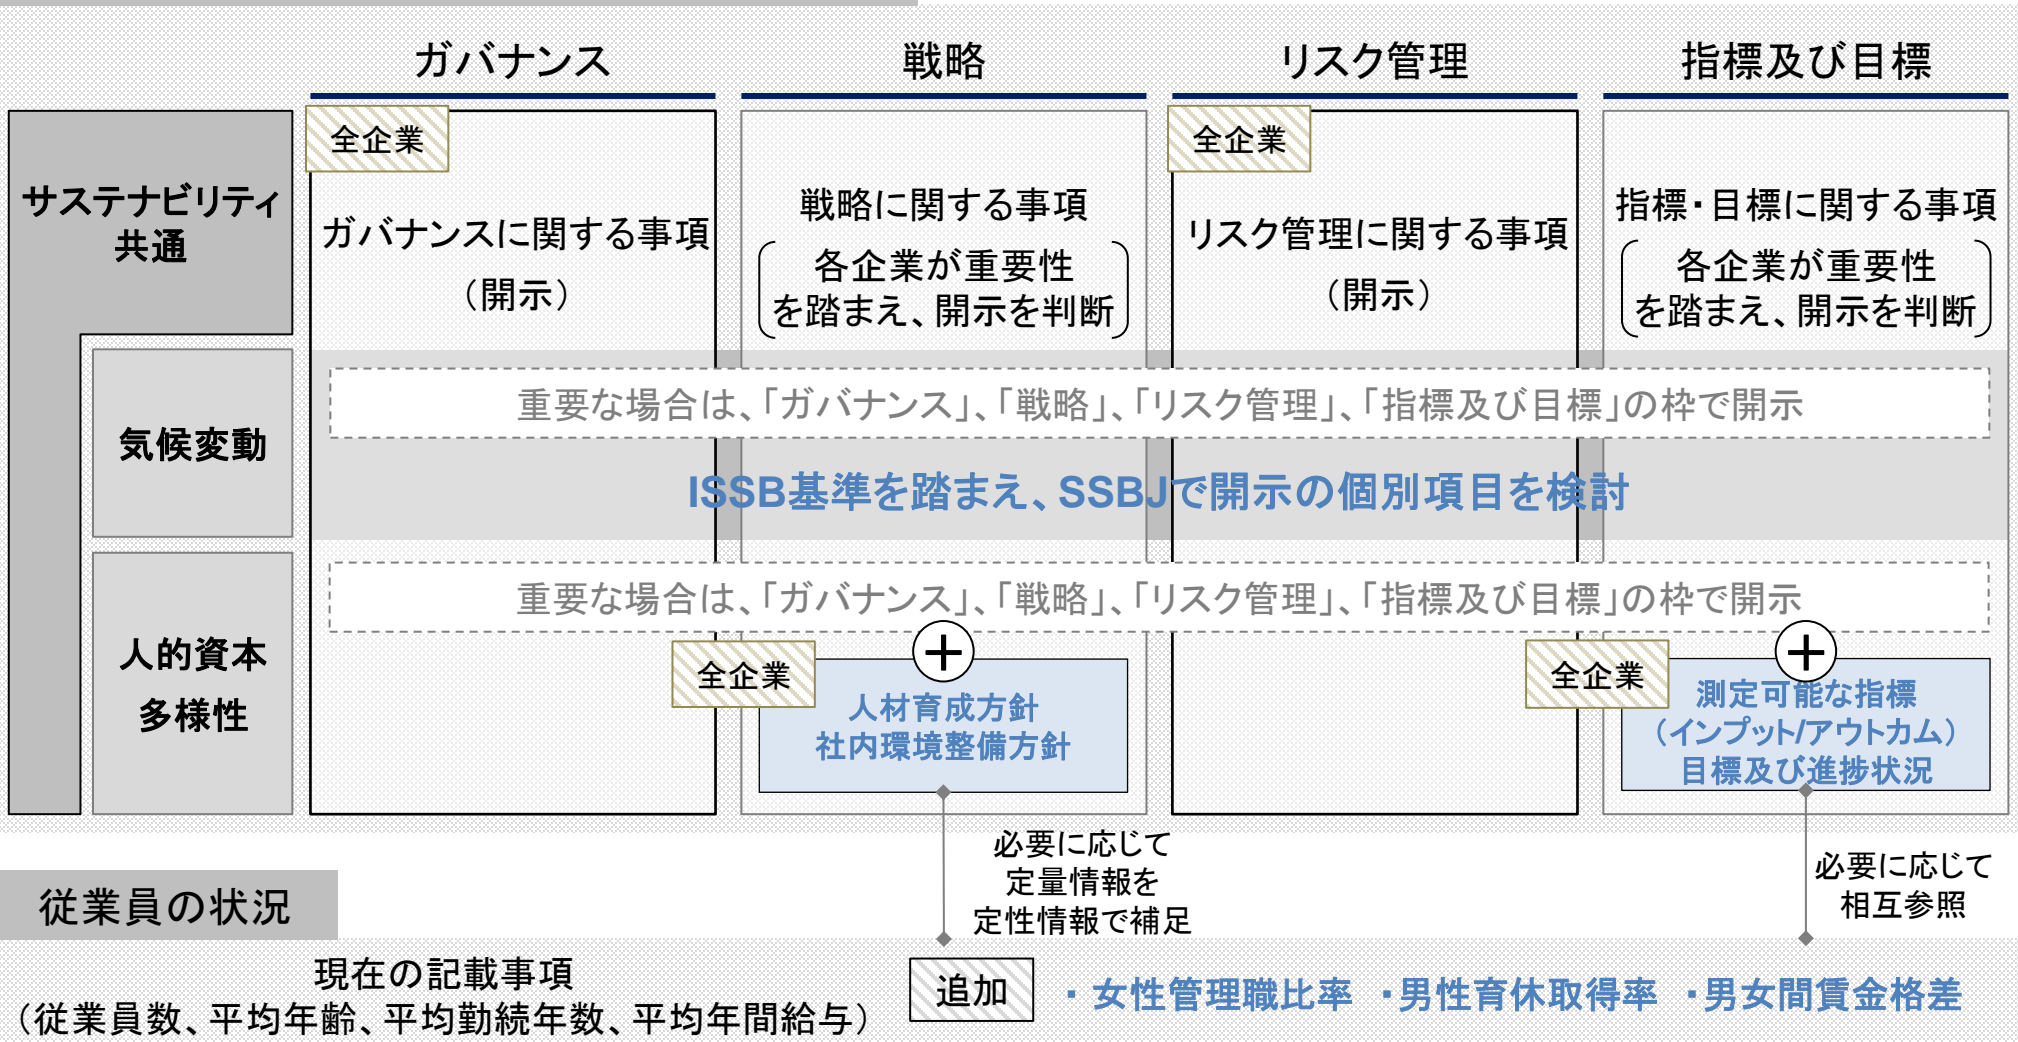 ガバナンス
戦略
リスク管理
指標及び目標
サステナビリティ
共通
全企業
ガバナンスに関する事項
（開示）
戦略に関する事項
各企業が重要性
を踏まえ、開示を判断
全企業
リスク管理に関する事項
（開示）
指標・目標に関する事項
各企業が重要性
を踏まえ、開示を判断
気候変動
重要な場合は、「ガバナンス」、「戦略」、「リスク管理」、「指標及び目標」の枠で開示
ISSB基準を踏まえ、SSBJで開示の個別項目を検討
人的資本
多様性
重要な場合は、「ガバナンス」、「戦略」、「リスク管理」、「指標及び目標」の枠で開示
全企業
＋
人材育成方針
社内環境整備方針
全企業
＋
測定可能な指標
（インプット/アウトカム）
目標及び進捗状況
必要に応じて
定量情報を
定性情報で補足
必要に応じて
相互参照
従業員の状況
現在の記載事項
（従業員数、平均年齢、平均勤続年数、平均年間給与）
追加
・女性管理職比率 ・男性育休取得率 ・男女間賃金格差